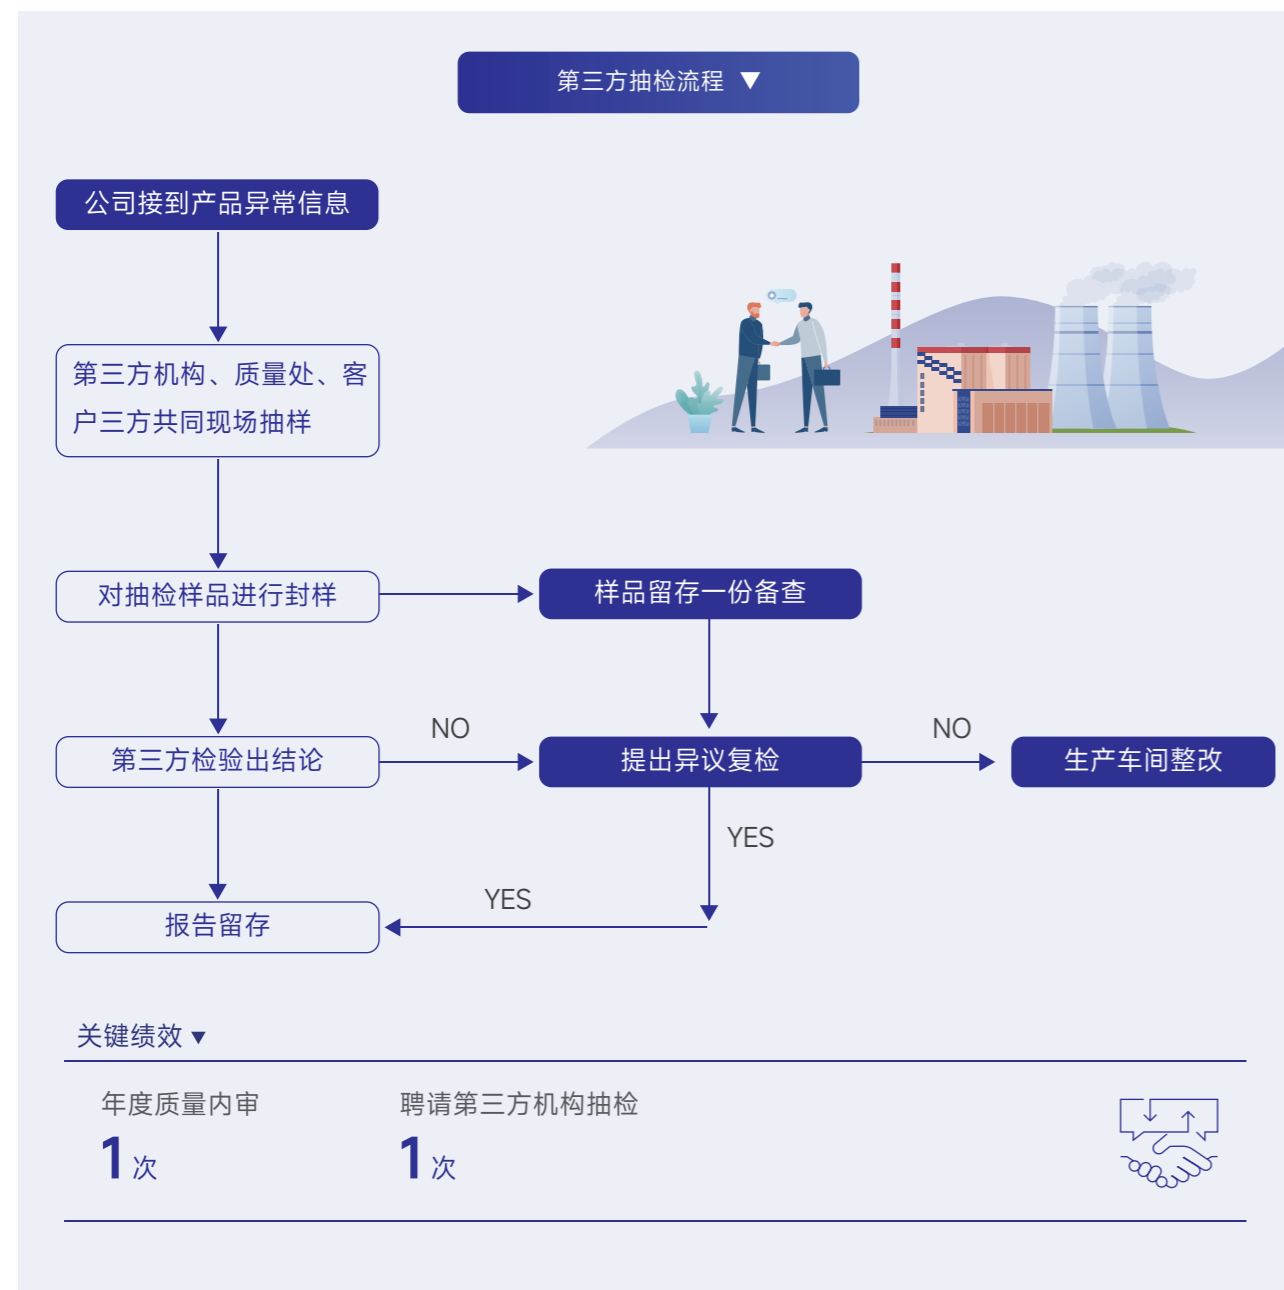 第三方抽检流程
公司接到产品异常信息
第三方机构、质量处、客
户三方共同现场抽样
对抽检样品进行封样
样品留存一份备查
第三方检验出结论
NO
提出异议复检
NO
生产车间整改
YES
YES
报告留存
关键绩效
年度质量内审
1次
聘请第三方机构抽检
1次